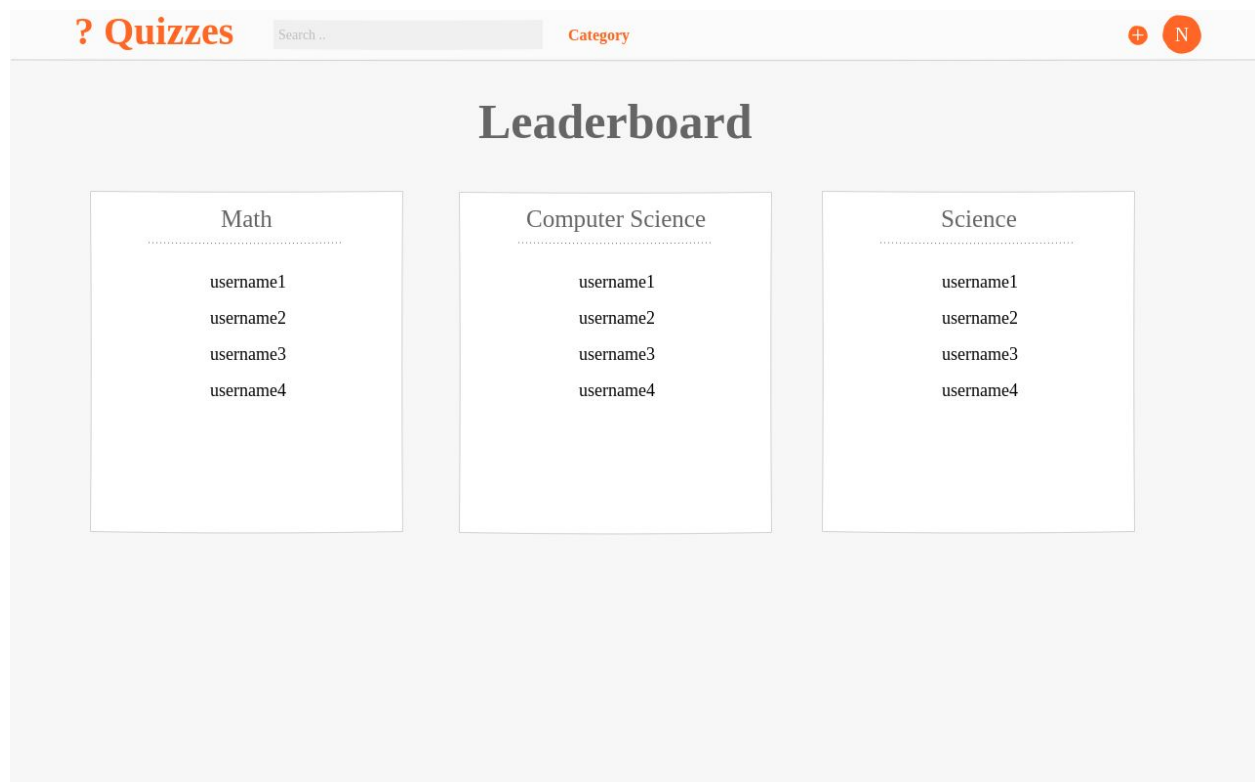 ? Quizzes
Search ..
Category
+
N
Leaderboard
Math
username1
username2
username3
username4
Computer Science
username1
username2
username3
username4
Science
username1
username2
username3
username4